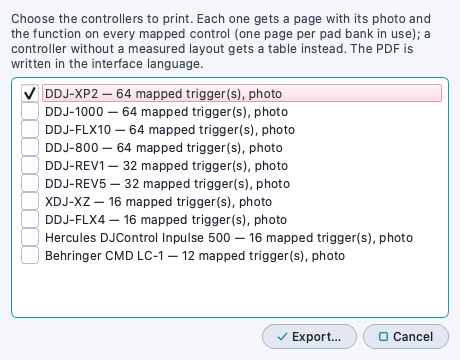 Choose the controllers to print. Each one gets a page with its photo and
the function on every mapped control (one page per pad bank in use); a
controller without a measured layout gets a table instead. The PDF is
written in the interface language.
DDJ-XP2 — 64 mapped trigger(s), photo
DDJ-1000 — 64 mapped trigger(s), photo
DDJ-FLX10 — 64 mapped trigger(s), photo
DDJ-800 — 64 mapped trigger(s), photo
DDJ-REV1 — 32 mapped trigger(s), photo
DDJ-REV5 — 32 mapped trigger(s), photo
XDJ-XZ — 16 mapped trigger(s), photo
DDJ-FLX4 — 16 mapped trigger(s), photo
Hercules DJControl Inpulse 500 — 16 mapped trigger(s), photo
Behringer CMD LC-1 — 12 mapped trigger(s), photo
Export... Cancel